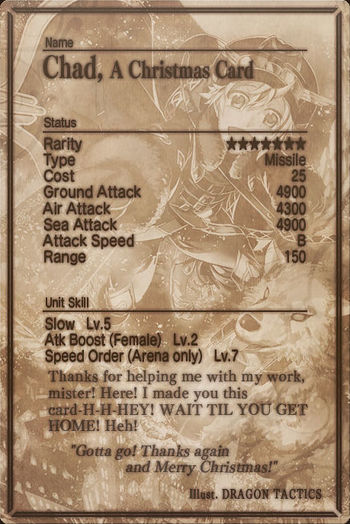 Name
Chad, A Christmas Card
Status
Rarity ★★★★★★★
Type Missile
Cost 25
Ground Attack 4900
Air Attack 4300
Sea Attack 4900
Attack Speed B
Range 150
Unit Skill
Slow Lv.5
Atk Boost (Female) Lv.2
Speed Order (Arena only) Lv.7
Thanks for helping me with my work,
mister! Here! I made you this
card-H-H-HEY! WAIT TIL YOU GET
HOME! Heh!
"Gotta go! Thanks again
and Merry Christmas!"
Illust. DRAGON TACTICS